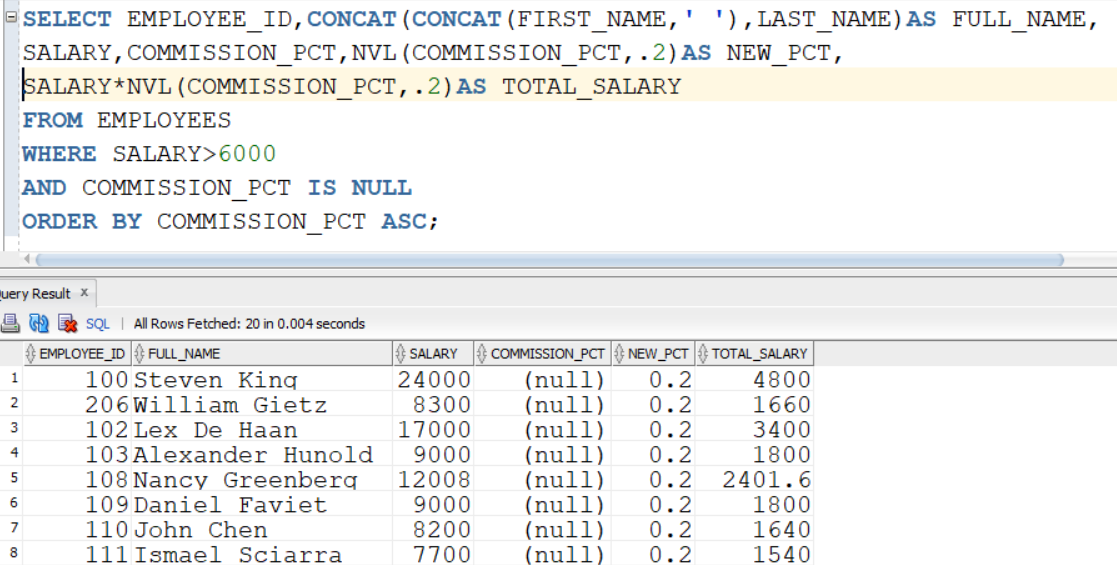 SELECT EMPLOYEE_ID,CONCAT(CONCAT(FIRST_NAME,' '),LAST_NAME)AS FULL_NAME,
SALARY,COMMISSION_PCT,NVL(COMMISSION_PCT,.2)AS NEW_PCT,
SALARY*NVL(COMMISSION_PCT,.2)AS TOTAL_SALARY
FROM EMPLOYEES
WHERE SALARY>6000
AND COMMISSION_PCT IS NULL
ORDER BY COMMISSION_PCT ASC;
uery Result x
SQL | All Rows Fetched: 20 in 0.004 seconds
EMPLOYEE_ID FULL_NAME SALARY COMMISSION_PCT NEW_PCT TOTAL_SALARY
1 100 Steven King 24000 (null) 0.2 4800
2 206 William Gietz 8300 (null) 0.2 1660
3 102 Lex De Haan 17000 (null) 0.2 3400
4 103 Alexander Hunold 9000 (null) 0.2 1800
5 108 Nancy Greenberg 12008 (null) 0.2 2401.6
6 109 Daniel Faviet 9000 (null) 0.2 1800
7 110 John Chen 8200 (null) 0.2 1640
8 111 Ismael Sciarra 7700 (null) 0.2 1540